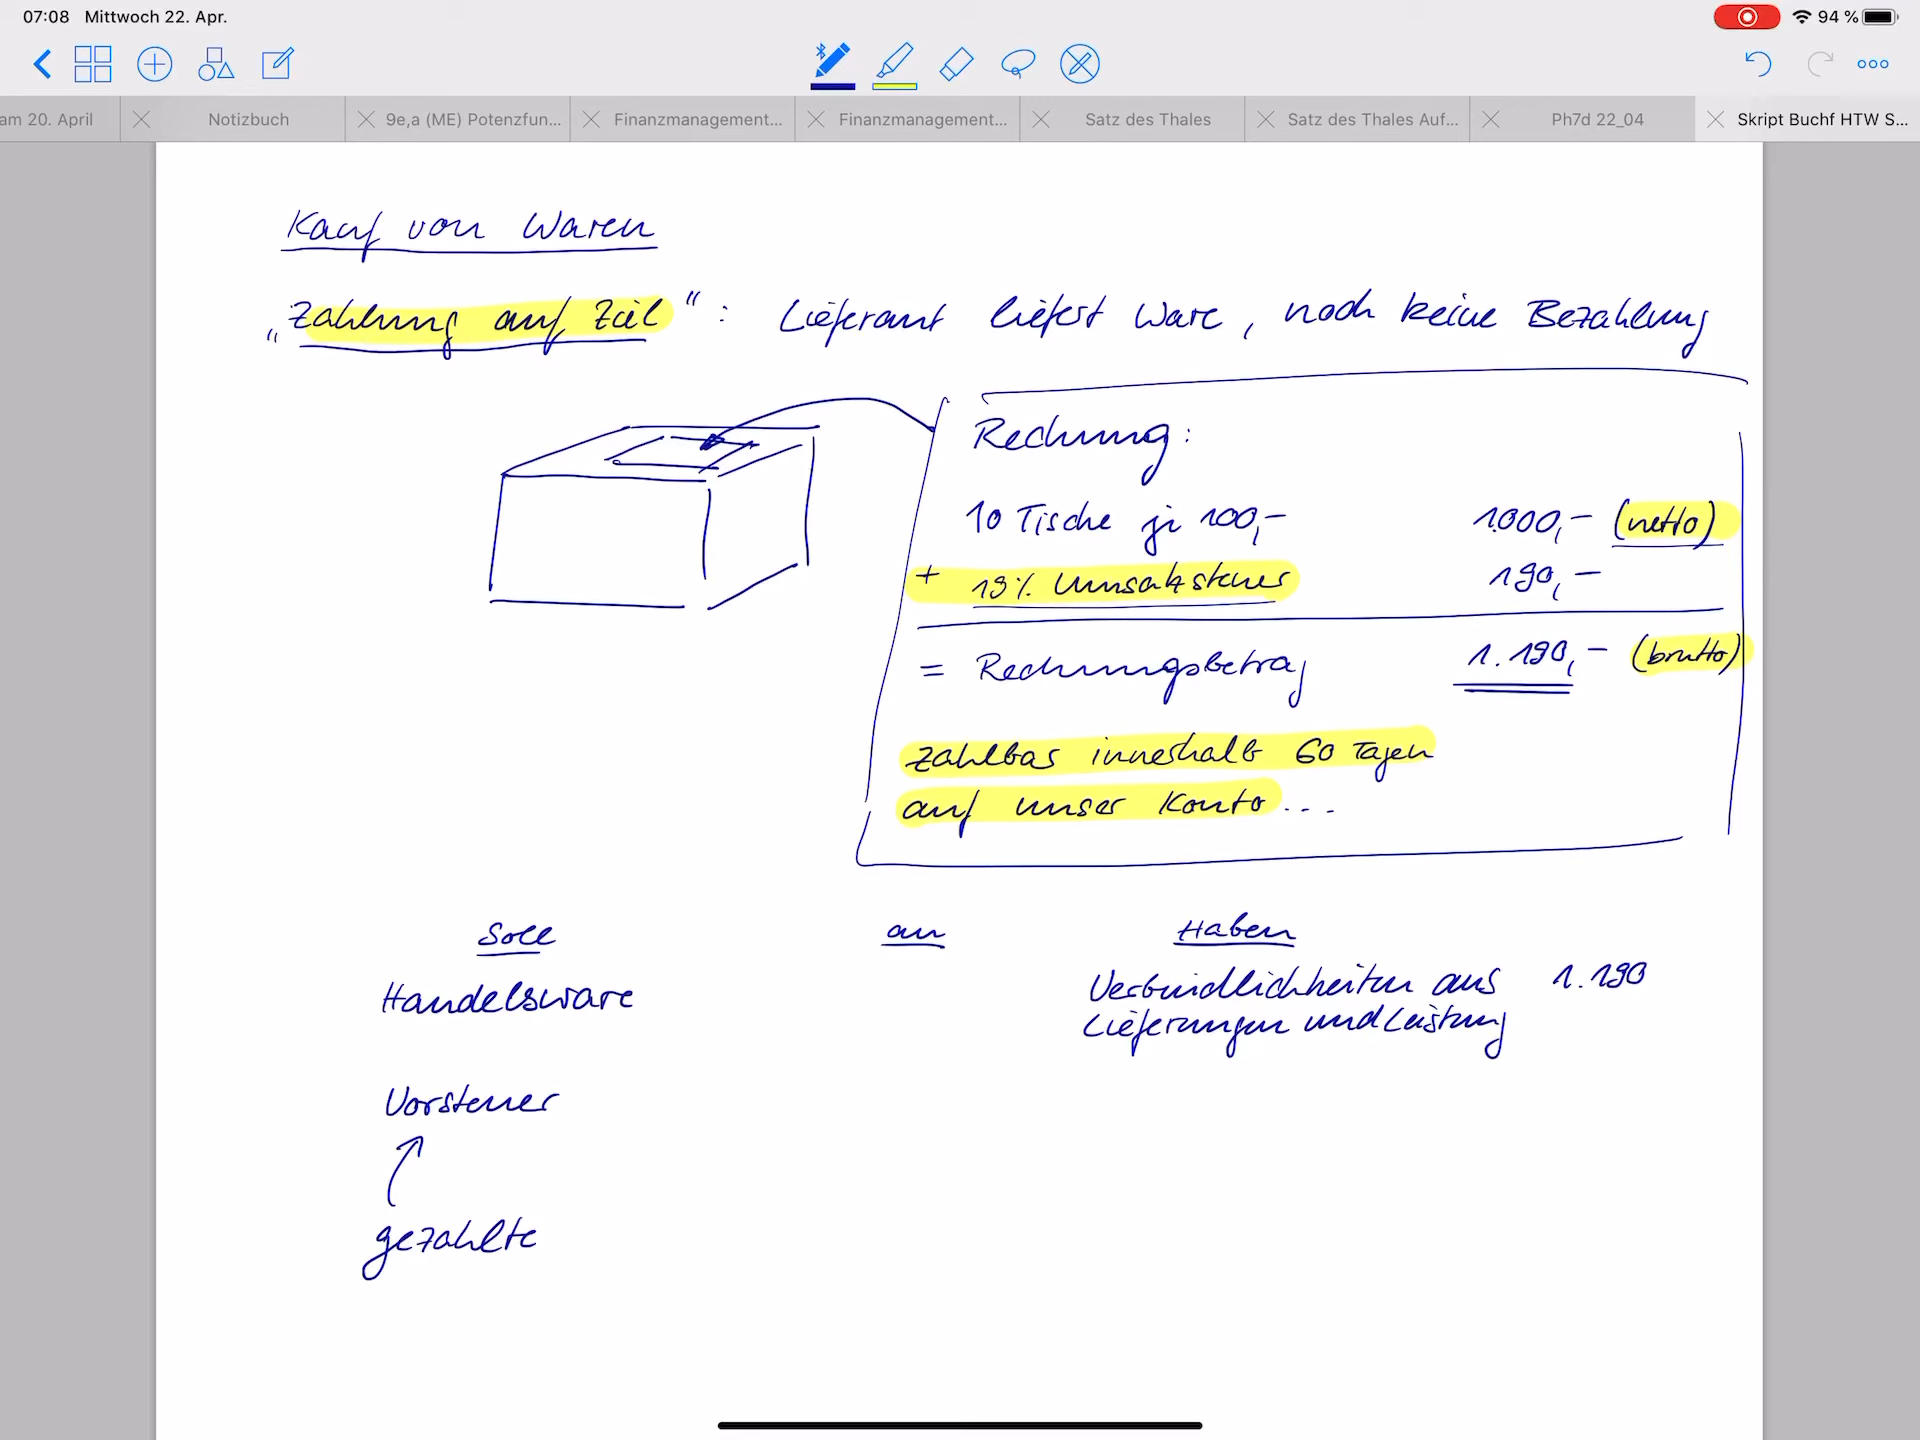 07:08 Mittwoch 22. Apr.
94 %
am 20. April
Notizbuch
9e,a (ME) Potenzfun...
Finanzmanagement...
Finanzmanagement...
Satz des Thales
Satz des Thales Auf...
Ph7d 22_04
Skript Buchf HTW S...
Kauf von Waren
„Zahlung auf Ziel“ : Lieferant liefert Ware, noch keine Bezahlung
Rechnung:
10 Tische je 100,- 1000,- (netto)
+ 19% Umsatzsteuer 190,-
= Rechnungsbetrag 1.190,- (brutto)
Zahlbar innerhalb 60 Tagen
auf unser Konto...
Soll an Haben
Handelsware
Verbindlichkeiten aus 1.190
Lieferungen und Leistung
Vorsteuer
gezahlte